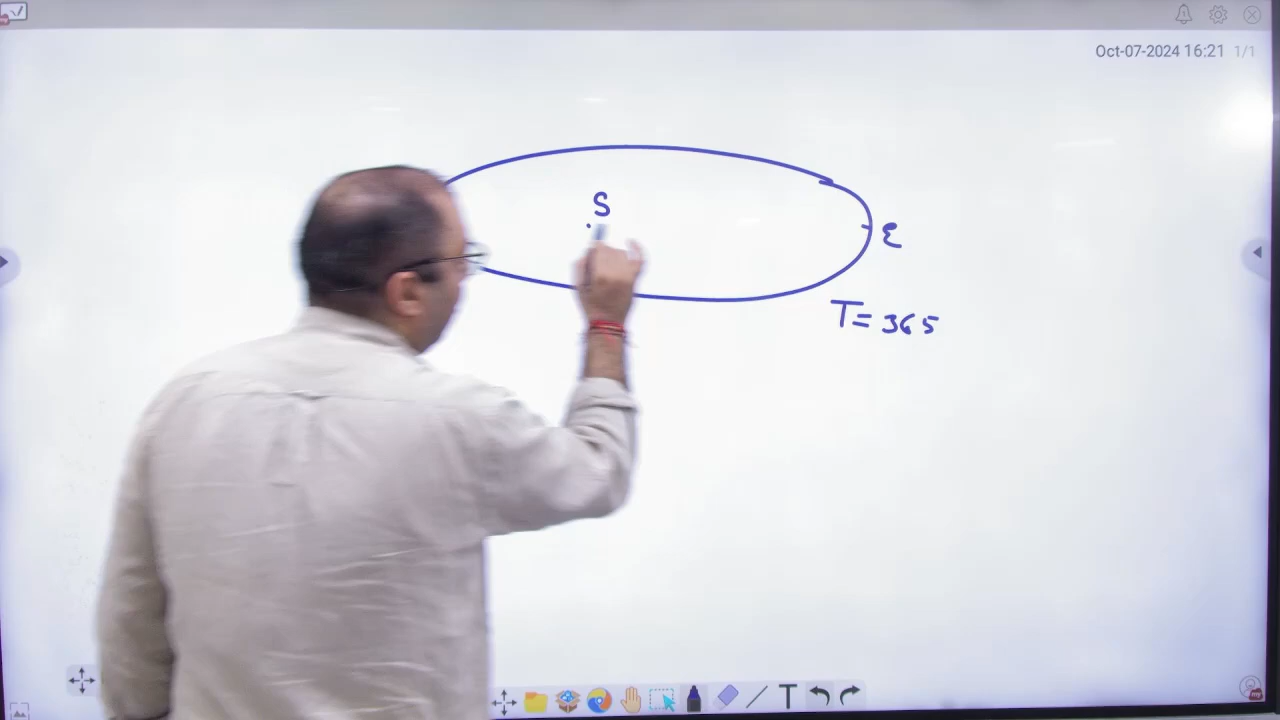 Oct-07-2024 16:21 1/1
S
ε
T= 365
T